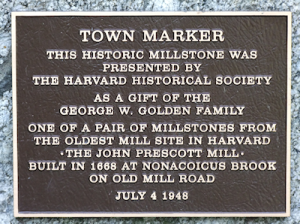 TOWN MARKER
THIS HISTORIC MILLSTONE WAS
PRESENTED BY
THE HARVARD HISTORICAL SOCIETY
AS A GIFT OF THE
GEORGE W. GOLDEN FAMILY
ONE OF A PAIR OF MILLSTONES FROM
THE OLDEST MILL SITE IN HARVARD
·THE JOHN PRESCOTT MILL·
BUILT IN 1668 AT NONACOICUS BROOK
ON OLD MILL ROAD
JULY 4 1948